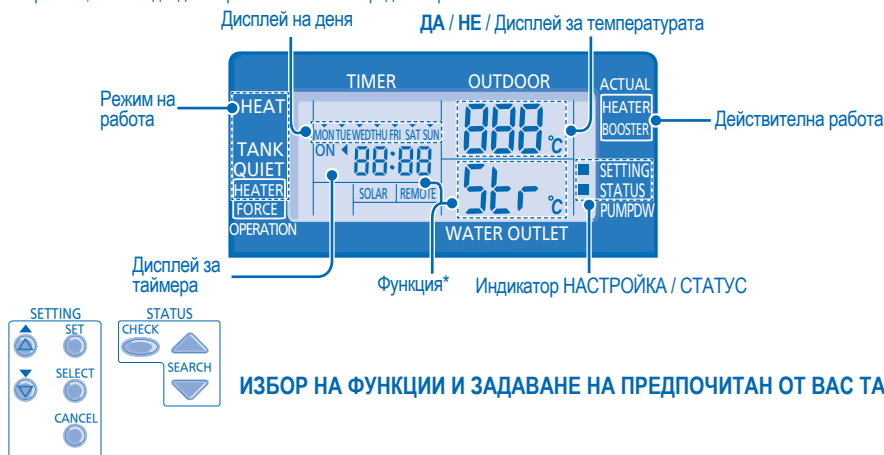 Дисплей на деня
ДА / НЕ / Дисплей за температурата
TIMER OUTDOOR ACTUAL
Режим на работа
HEAT
888 °C
HEATER
BOOSTER
Действителна работа
MON TUE WED THU FRI SAT SUN
ON 88:88
TANK
QUIET
HEATER
FORCE
OPERATION
SOLAR REMOTE
Str °C
SETTING
STATUS
PUMPDW
WATER OUTLET
Дисплей за таймера
Функция*
Индикатор НАСТРОЙКА / СТАТУС
SETTING
SET
SELECT
CANCEL
STATUS
CHECK
SEARCH
ИЗБОР НА ФУНКЦИИ И ЗАДАВАНЕ НА ПРЕДПОЧИТАН ОТ ВАС ТА